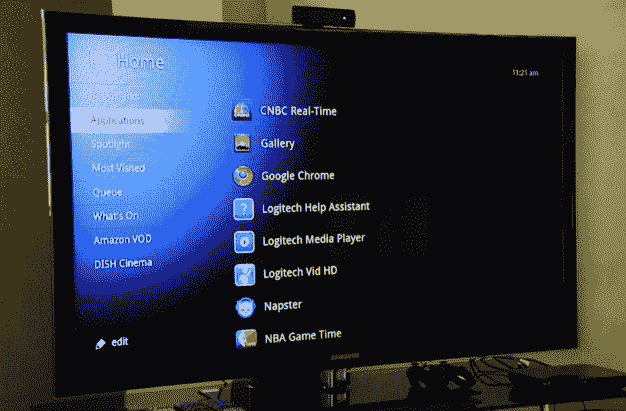 Home
11:21 am
Applications
Spotlight
Most Visited
Queue
What's On
Amazon VOD
DISH Cinema
edit
CNBC Real-Time
Gallery
Google Chrome
Logitech Help Assistant
Logitech Media Player
Logitech Vid HD
Napster
NBA Game Time
SAMSUNG